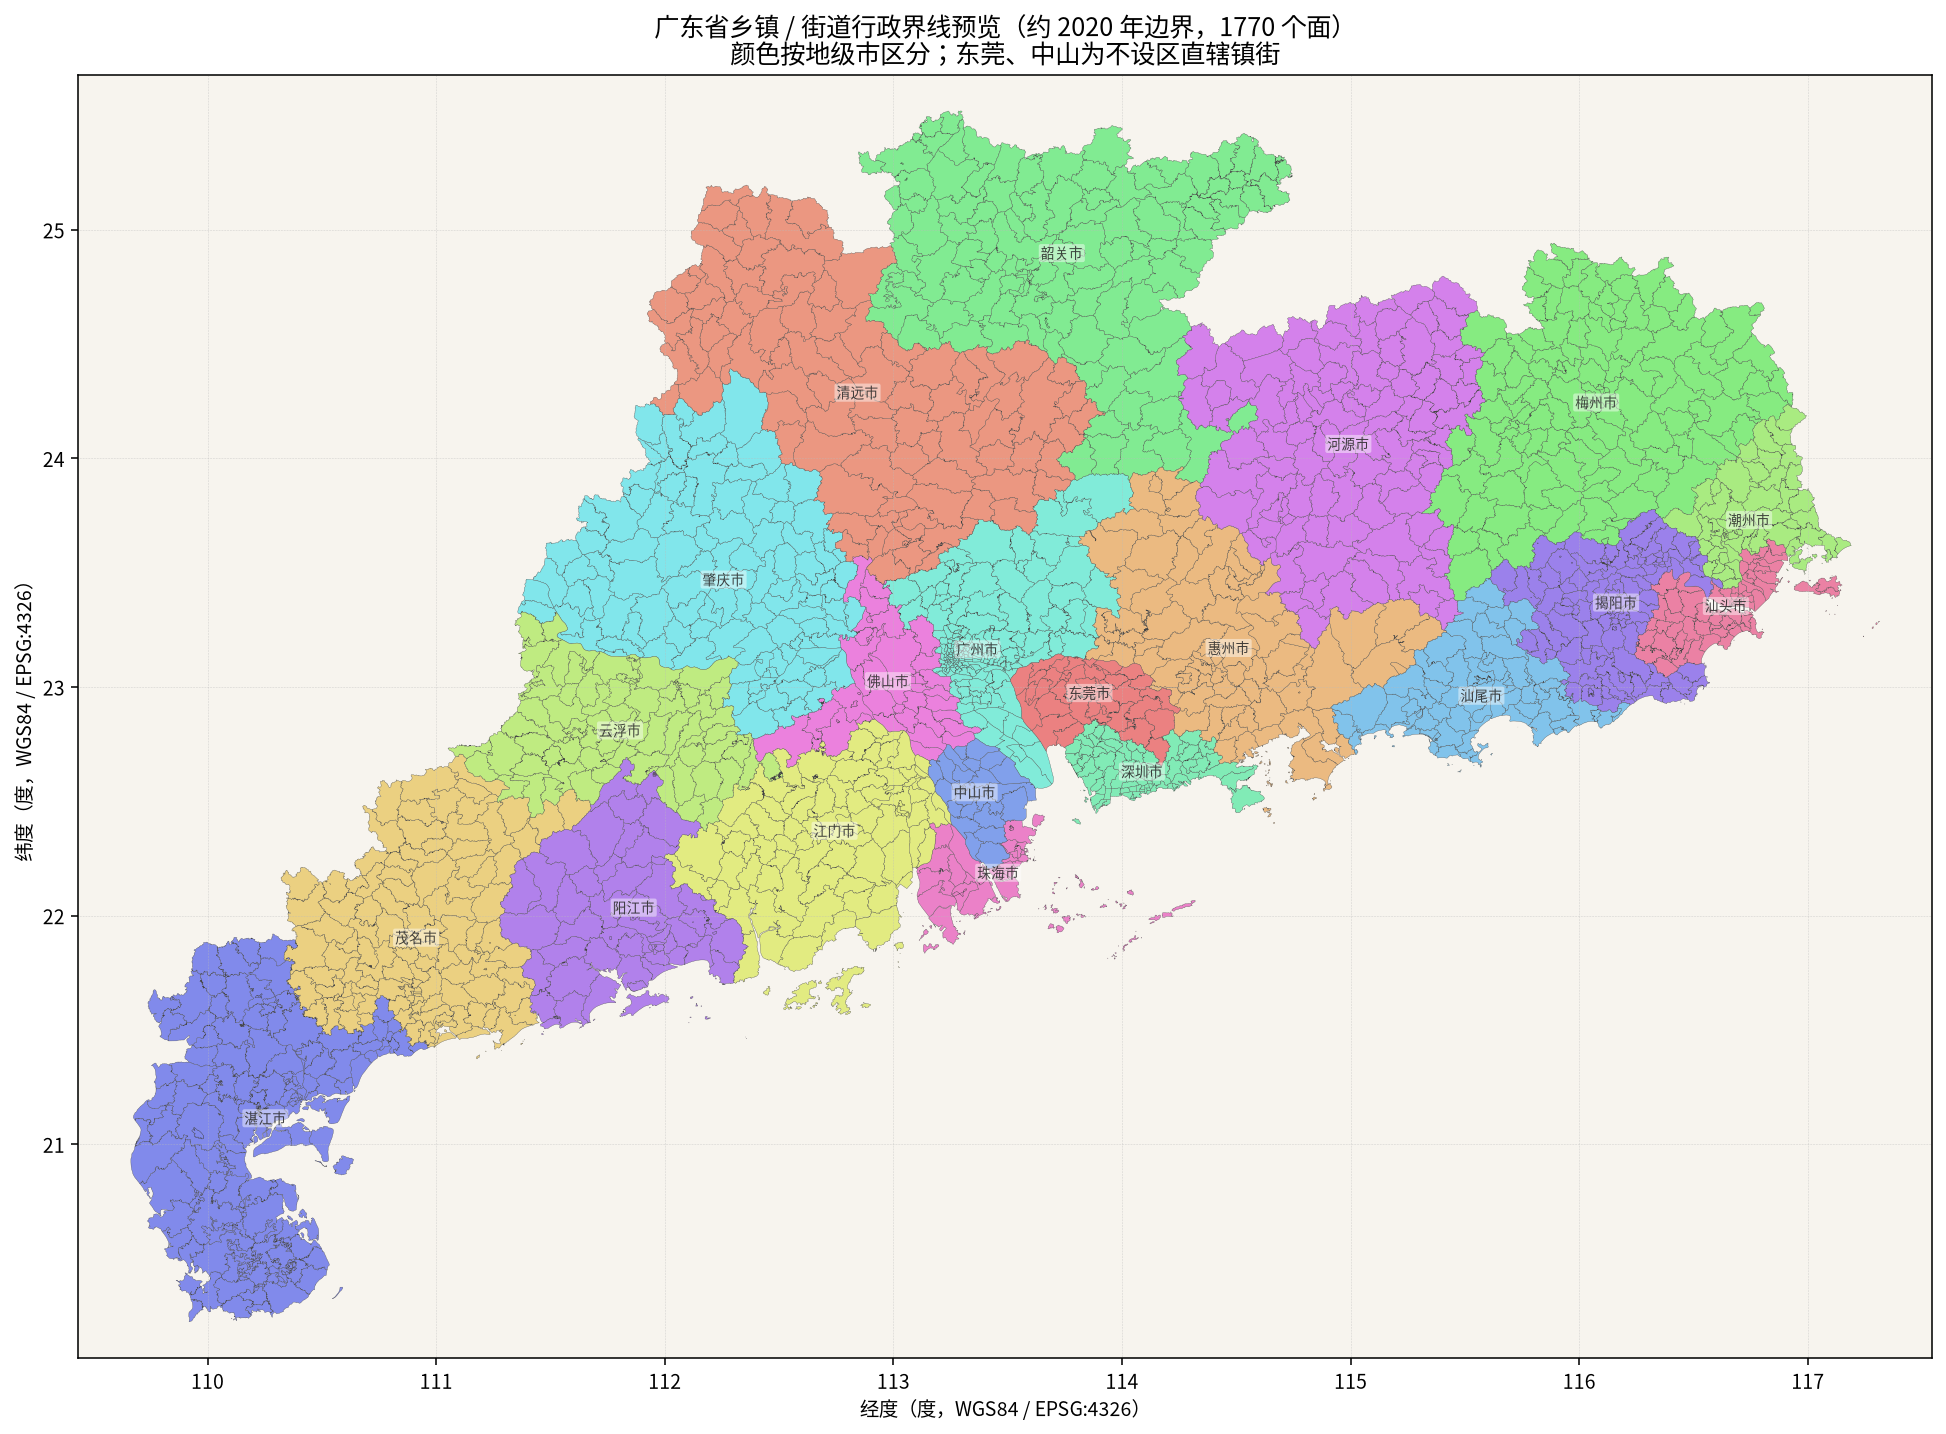 广东省乡镇 / 街道行政界线预览（约 2020 年边界，1770 个面）
颜色按地级市区分；东莞、中山为不设区直辖镇街
纬度（度，WGS84 / EPSG:4326）
25
24
23
22
21
韶关市
清远市
梅州市
河源市
潮州市
肇庆市
揭阳市
汕头市
广州市
惠州市
佛山市
东莞市
汕尾市
云浮市
深圳市
中山市
江门市
珠海市
阳江市
茂名市
湛江市
110
111
112
113
114
115
116
117
经度（度，WGS84 / EPSG:4326）